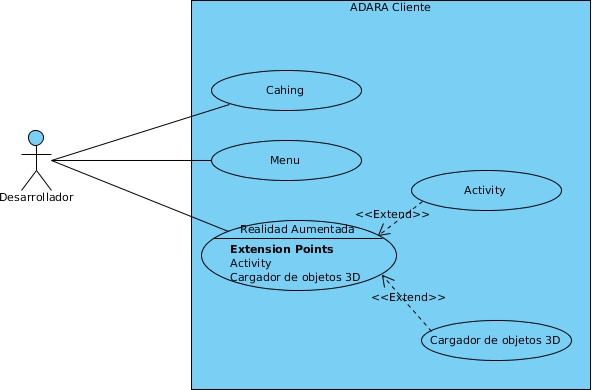 ADARA Cliente
Cahing
Menu
Desarrollador
Activity
<<Extend>>
Realidad Aumentada
Extension Points
Activity
Cargador de objetos 3D
<<Extend>>
Cargador de objetos 3D